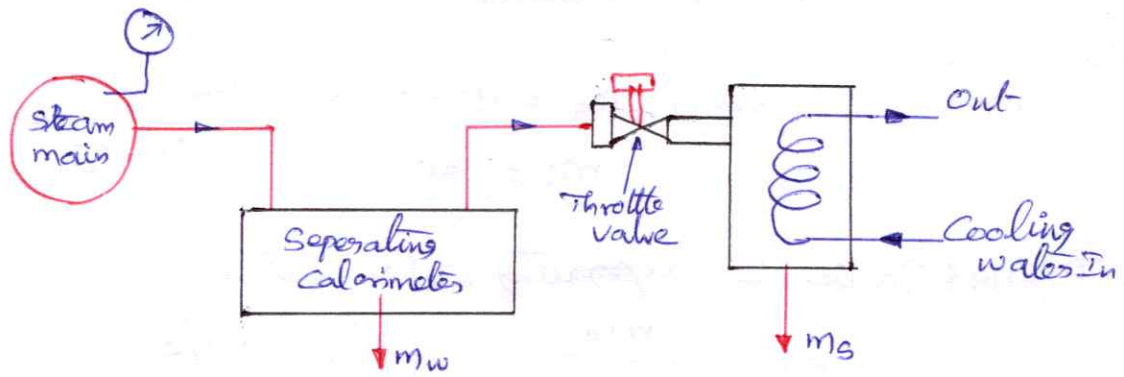 Steam
main
Seperating
Calorimeter
mw
Throttle
valve
Out
Cooling
water In
ms